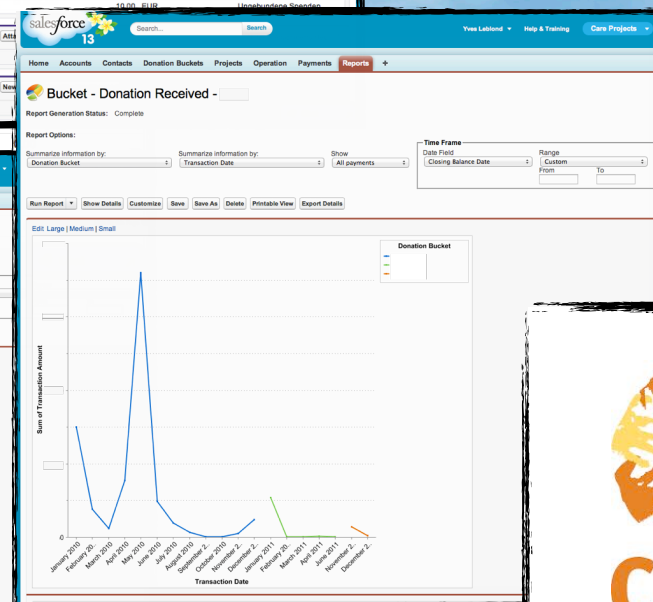 10,00 EUR Ungebundene Spenden
salesforce
13
Search... Search
Yves Leblond Help & Training Care Projects
Home Accounts Contacts Donation Buckets Projects Operation Payments Reports +
Bucket - Donation Received -
Report Generation Status: Complete
Report Options:
Summarize information by:
Donation Bucket
Summarize information by:
Transaction Date
Show
All payments
Time Frame
Date Field
Closing Balance Date
Range
Custom
From To
Run Report Show Details Customize Save Save As Delete Printable View Export Details
Edit Large | Medium | Small
Donation Bucket
Sum of Transaction Amount
0
January 2010
February 20..
March 2010
April 2010
May 2010
June 2010
July 2010
August 2010
September 2..
October 2010
November 2..
December 2..
January 2011
February 20..
March 2011
April 2011
June 2011
November 2..
December 2..
Transaction Date